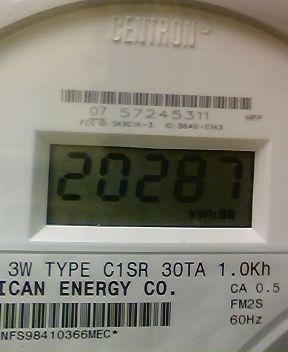 CENTRON®
07 57245311
HPP
20287
kWh
3W TYPE C1SR 30TA 1.0Kh
ICAN ENERGY CO.
CA 0.5
FM2S
60Hz
NFS98410366MEC*